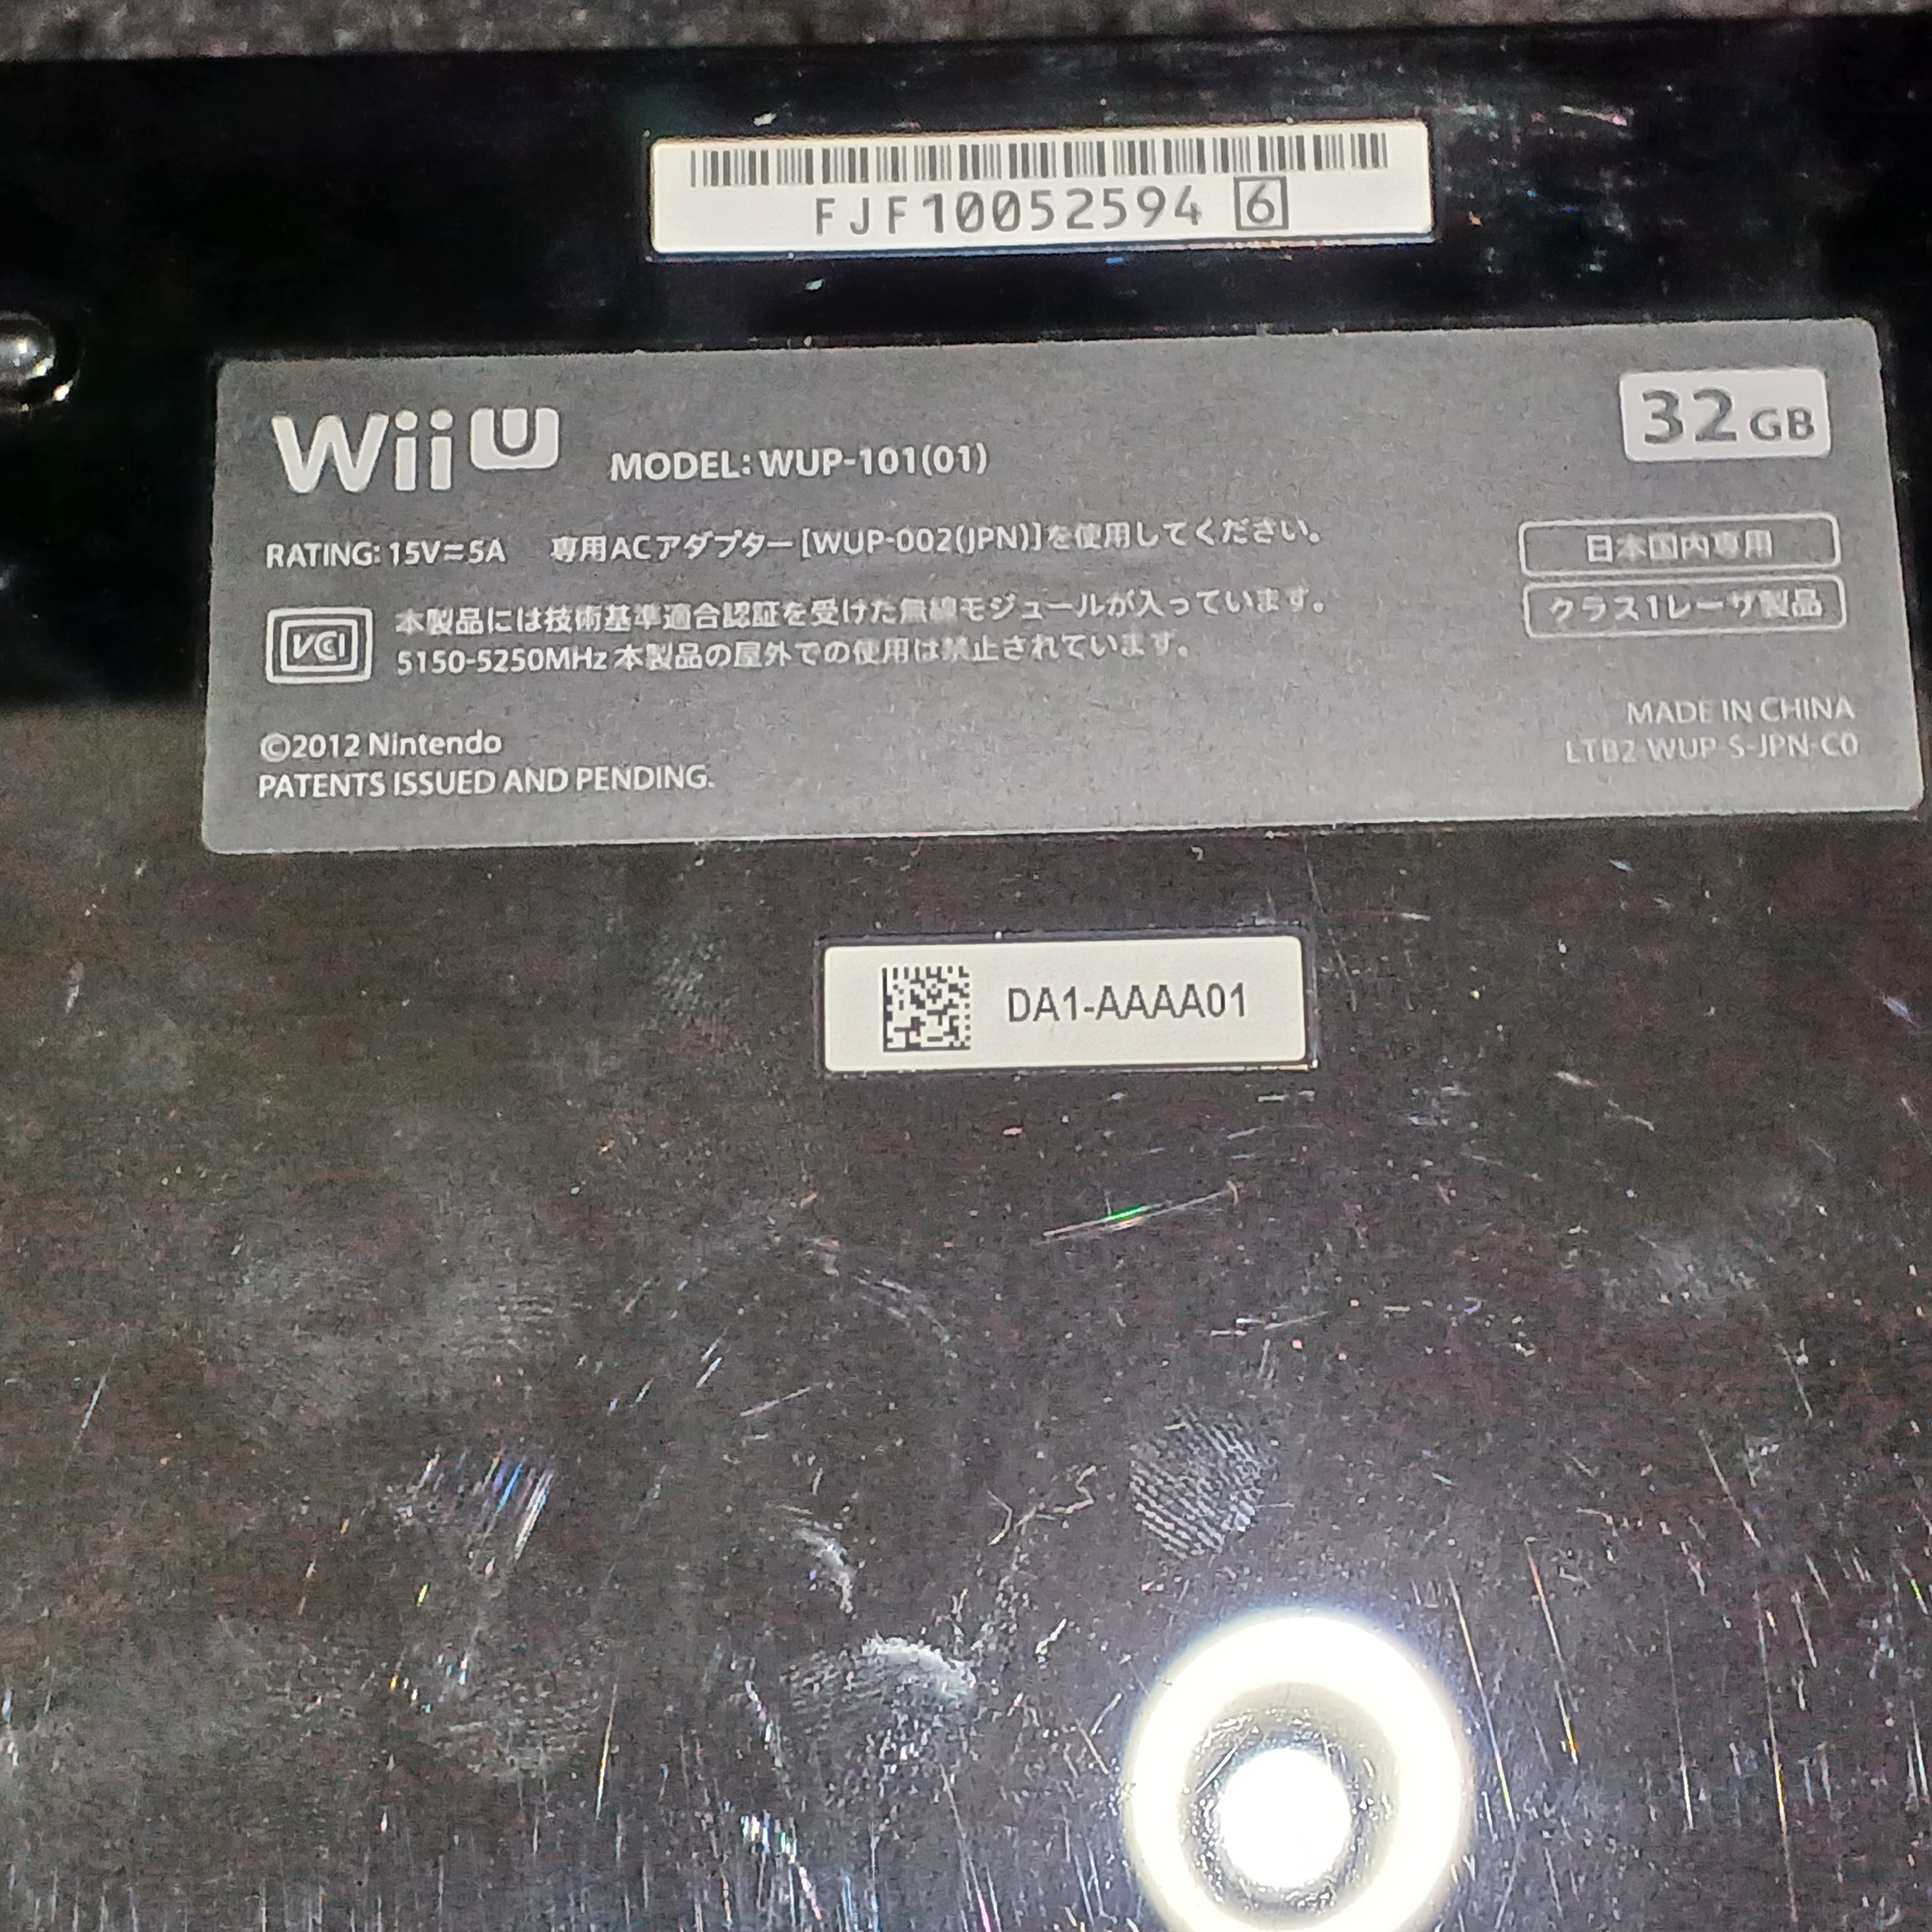 FJF10052594 6
Wii U MODEL: WUP-101(01)
32GB
RATING: 15V⎓5A 専用ACアダプター[WUP-002(JPN)]を使用してください。
日本国内専用
VCI 本製品には技術基準適合認証を受けた無線モジュールが入っています。
クラス1レーザ製品
5150-5250MHz 本製品の屋外での使用は禁止されています。
©2012 Nintendo
PATENTS ISSUED AND PENDING.
MADE IN CHINA
LTB2-WUP-S-JPN-C0
DA1-AAAA01